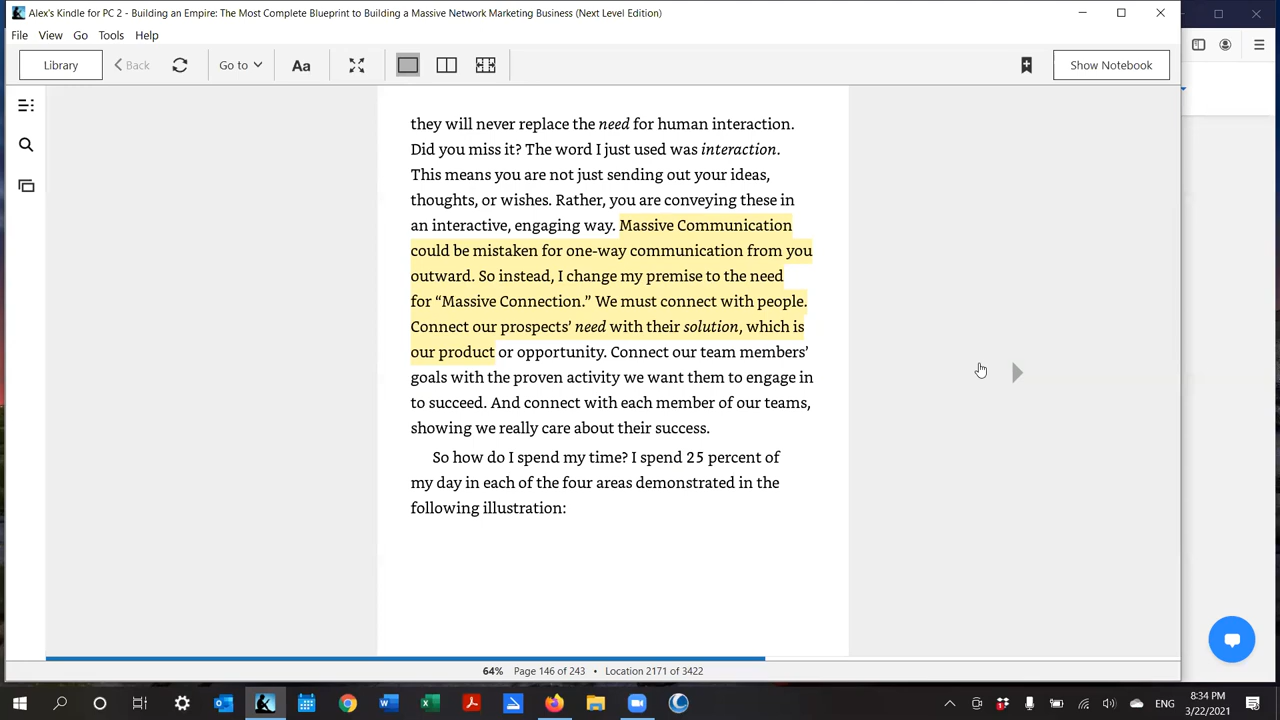 Alex's Kindle for PC 2 - Building an Empire: The Most Complete Blueprint to Building a Massive Network Marketing Business (Next Level Edition)
File View Go Tools Help
Library Back Go to Aa Show Notebook
they will never replace the need for human interaction.
Did you miss it? The word I just used was interaction.
This means you are not just sending out your ideas,
thoughts, or wishes. Rather, you are conveying these in
an interactive, engaging way. Massive Communication
could be mistaken for one-way communication from you
outward. So instead, I change my premise to the need
for “Massive Connection.” We must connect with people.
Connect our prospects’ need with their solution, which is
our product or opportunity. Connect our team members’
goals with the proven activity we want them to engage in
to succeed. And connect with each member of our teams,
showing we really care about their success.
So how do I spend my time? I spend 25 percent of
my day in each of the four areas demonstrated in the
following illustration:
64% Page 146 of 243 • Location 2171 of 3422
ENG
8:34 PM
3/22/2021